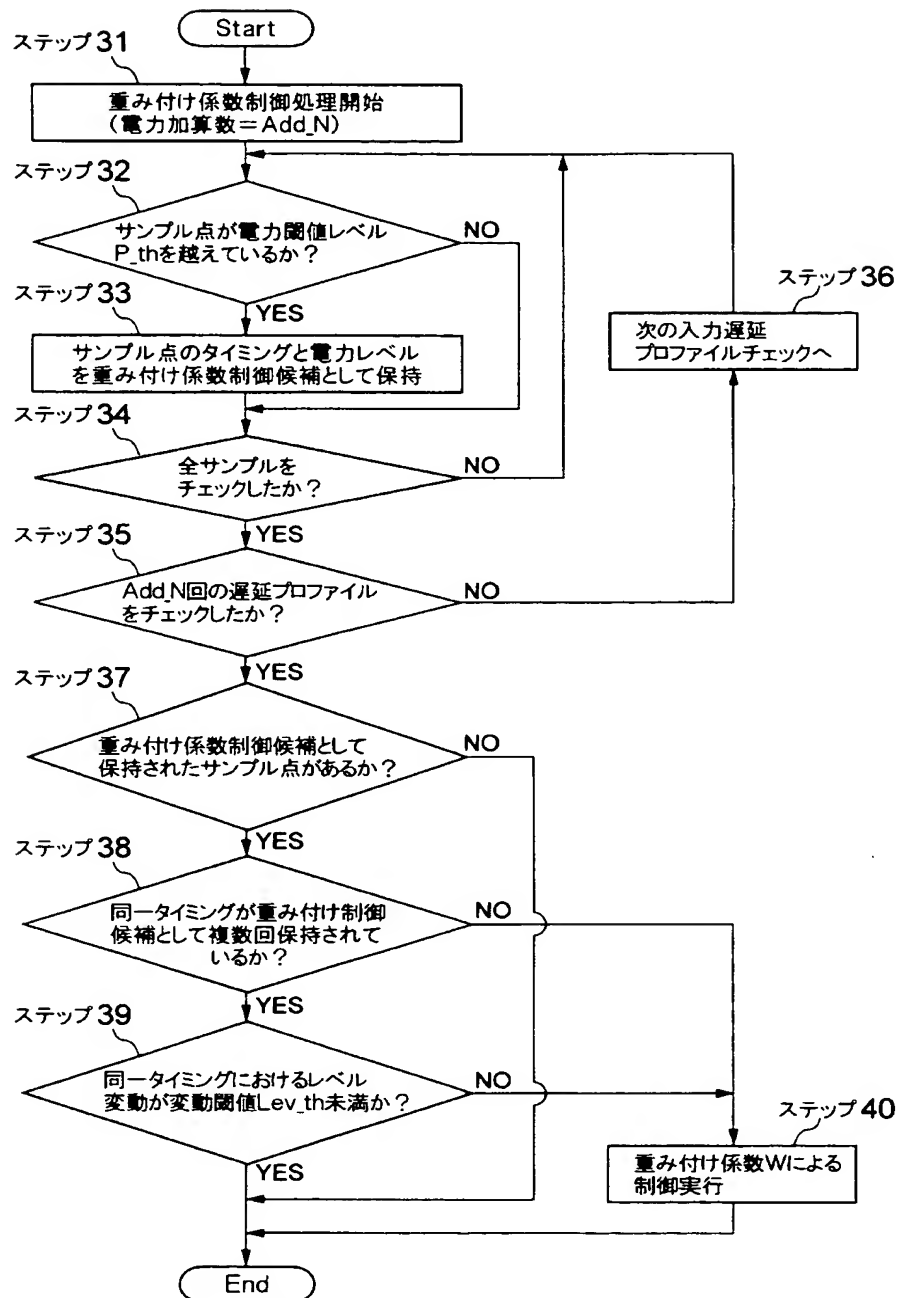 Start
ステップ31
重み付け係数制御処理開始
(電力加算数=Add_N)
ステップ32
サンプル点が電力閾値レベル
P_thを越えているか?
NO
YES
ステップ33
サンプル点のタイミングと電力レベル
を重み付け係数制御候補として保持
ステップ34
全サンプルを
チェックしたか?
NO
YES
ステップ35
Add_N回の遅延プロファイル
をチェックしたか?
NO
YES
ステップ36
次の入力遅延
プロファイルチェックへ
ステップ37
重み付け係数制御候補として
保持されたサンプル点があるか?
NO
YES
ステップ38
同一タイミングが重み付け制御
候補として複数回保持されて
いるか?
NO
YES
ステップ39
同一タイミングにおけるレベル
変動が変動閾値Lev_th未満か?
NO
YES
ステップ40
重み付け係数Wによる
制御実行
End